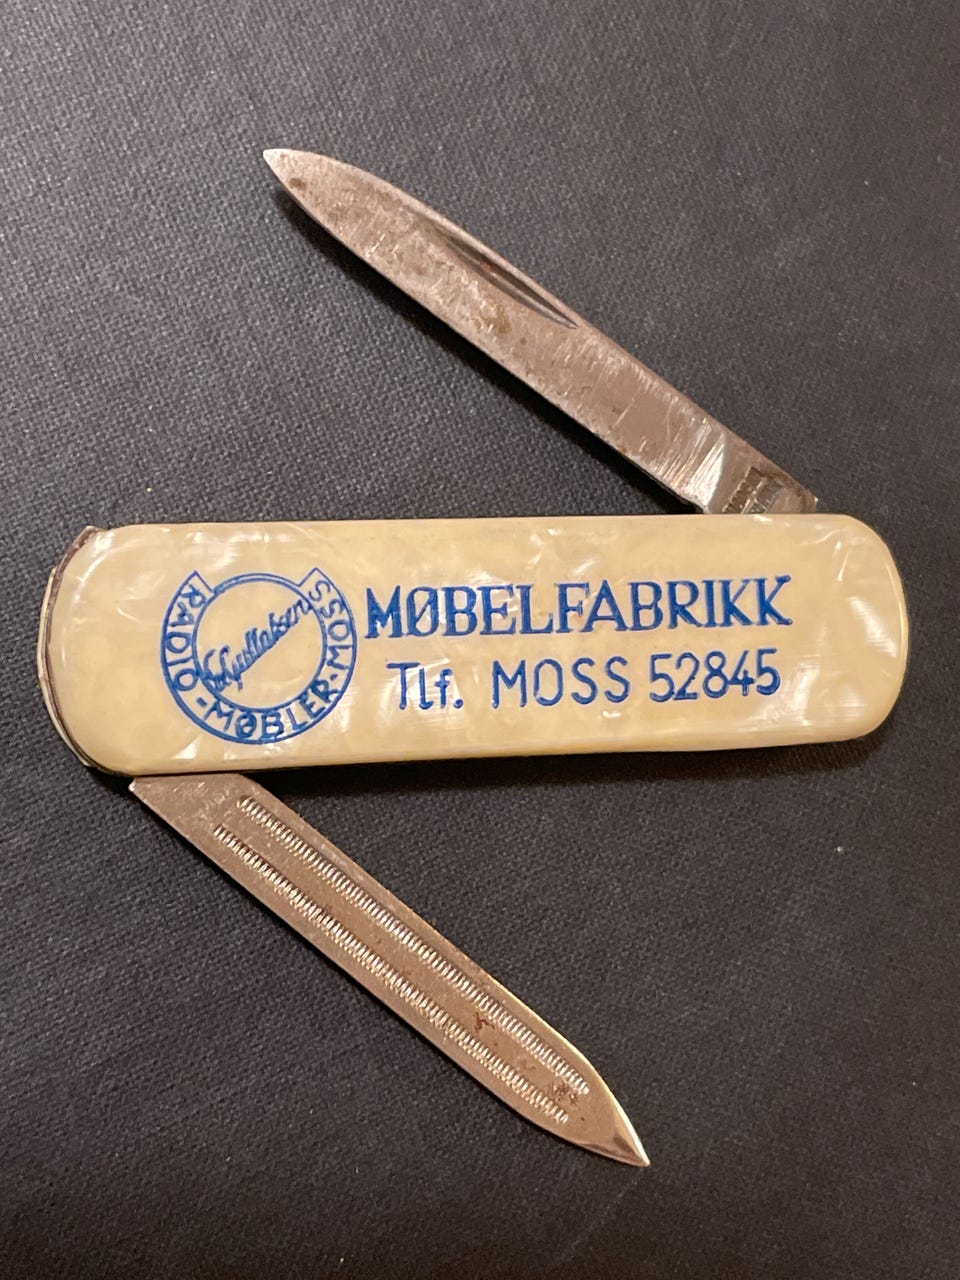 RADIO-MØBLER-MOSS
MØBELFABRIKK
Tlf. MOSS 52845